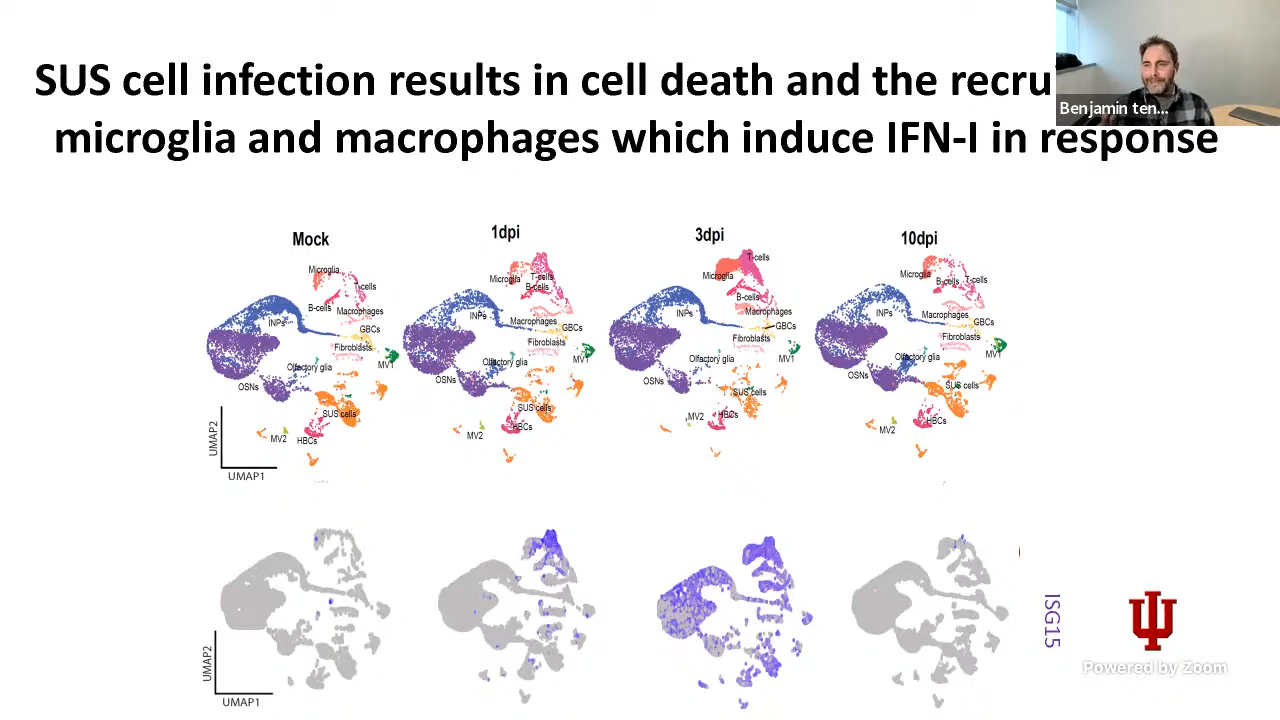 SUS cell infection results in cell death and the recru
microglia and macrophages which induce IFN-I in response
Benjamin ten...
Mock
1dpi
3dpi
10dpi
Microglia
T-cells
B-cells
Macrophages
INPs
GBCs
Fibroblasts
MV1
Olfactory glia
OSNs
SUS cells
MV2
HBCs
UMAP2
UMAP1
Microglia
T-cells
B-cells
INPs
Macrophages
GBCs
Fibroblasts
MV1
Olfactory glia
OSNs
SUS cells
HBCs
MV2
T-cells
Microglia
B-cells
Macrophages
INPs
GBCs
Fibroblasts
MV1
Olfactory glia
OSNs
SUS cells
MV2
HBCs
Microglia
B-cells
T-cells
INPs
Macrophages
GBCs
Fibroblasts
MV1
Olfactory glia
OSNs
SUS cells
MV2
HBCs
UMAP2
UMAP1
ISG15
Powered by Zoom